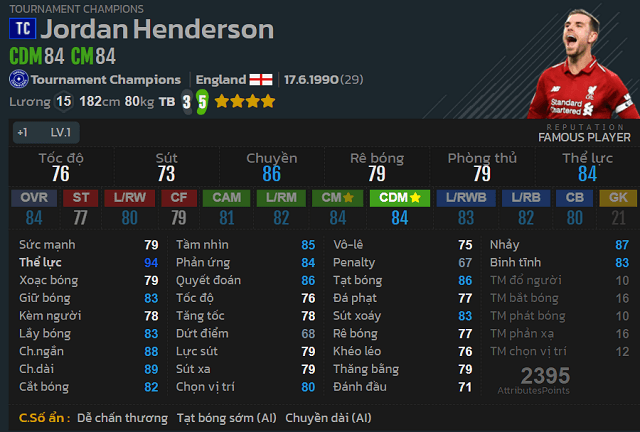 TOURNAMENT CHAMPIONS
TC Jordan Henderson
CDM 84 CM 84
Tournament Champions England 17.6.1990 (29)
Lương 15 182cm 80kg TB 3 5
+1 LV.1
REPUTATION
FAMOUS PLAYER
Tốc độ Sút Chuyền Rê bóng Phòng thủ Thể lực
76 73 86 79 79 84
OVR ST L/RW CF CAM L/RM CM CDM L/RWB L/RB CB GK
84 77 80 79 81 82 84 84 83 82 80 21
Sức mạnh 79 Tầm nhìn 85 Vô-lê 75 Nhảy 87
Thể lực 94 Phản ứng 84 Penalty 67 Bình tĩnh 83
Xoạc bóng 79 Quyết đoán 86 Tạt bóng 86 TM đổ người 10
Giữ bóng 83 Tốc độ 76 Đá phạt 77 TM bắt bóng 16
Kèm người 78 Tăng tốc 78 Sút xoáy 83 TM phát bóng 10
Lấy bóng 83 Dứt điểm 68 Rê bóng 77 TM phản xạ 16
Ch.ngắn 88 Lực sút 79 Khéo léo 76 TM chọn vị trí 12
Ch.dài 89 Sút xa 79 Thăng bằng 79 2395
Cắt bóng 82 Chọn vị trí 80 Đánh đầu 71 AttributesPoints
C.Số ẩn : Dễ chấn thương Tạt bóng sớm (AI) Chuyền dài (AI)